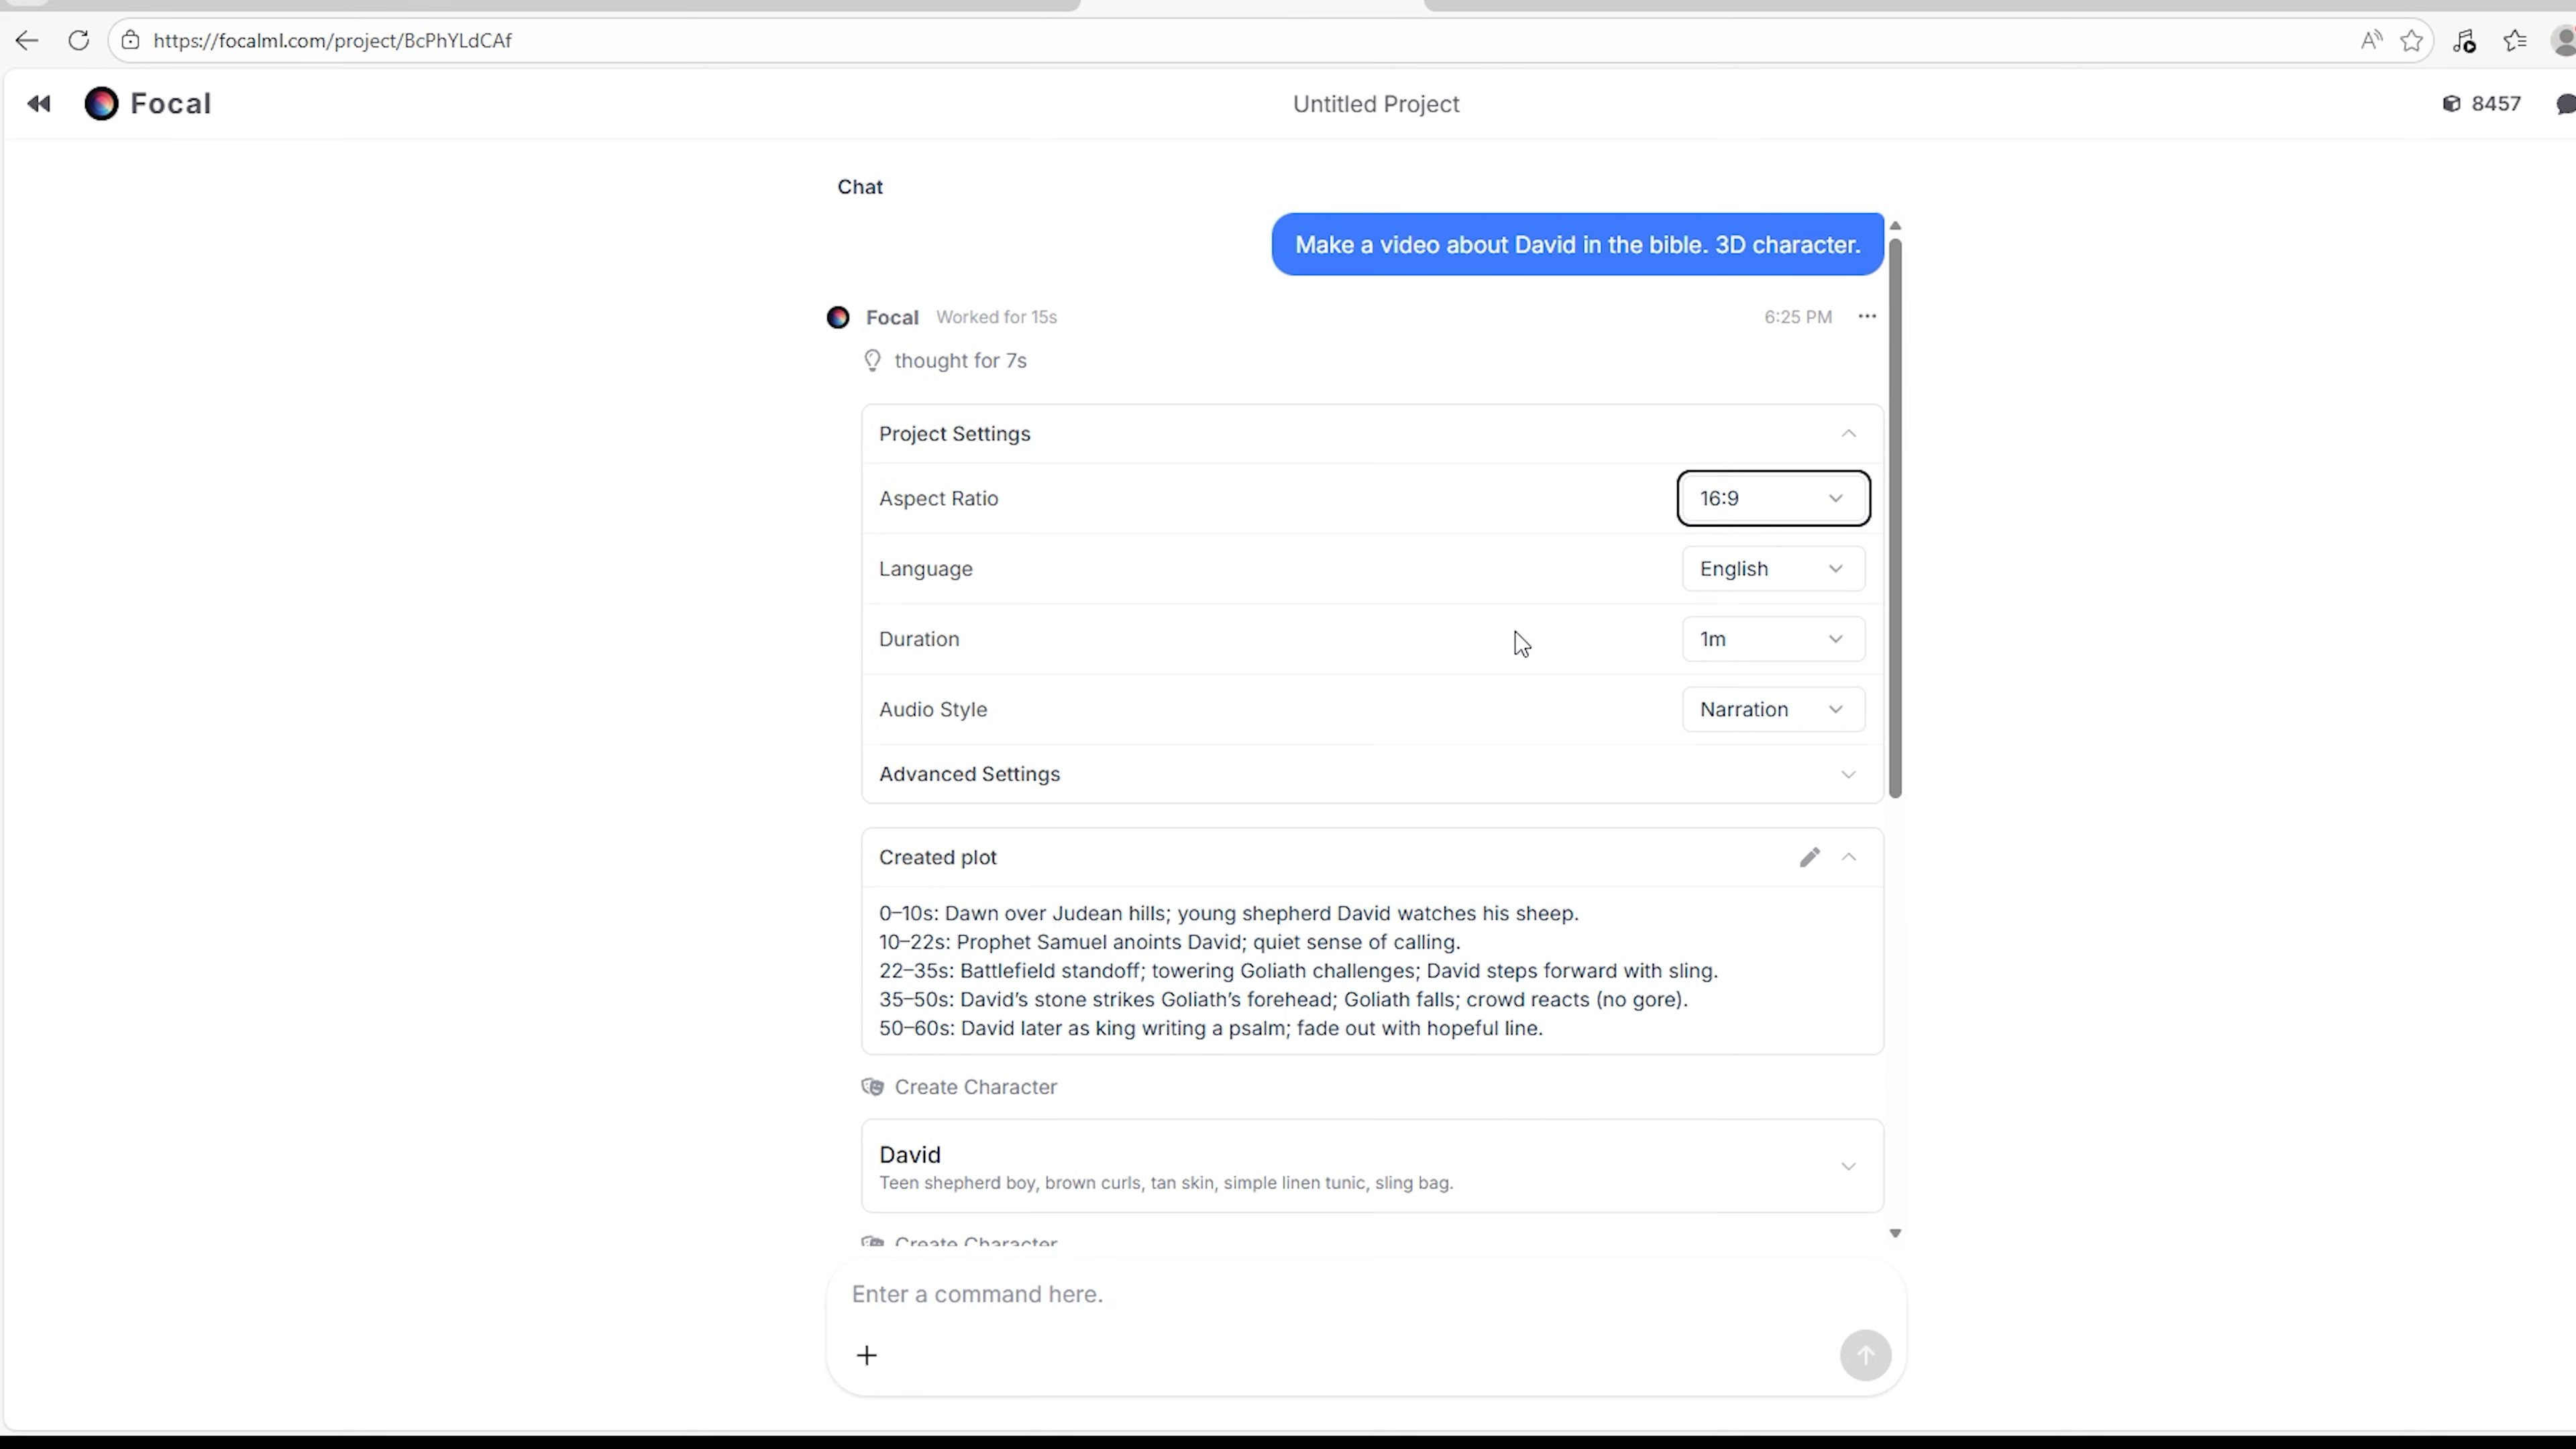 https://focalml.com/project/BcPhYLdCAf
Focal
Untitled Project
8457
Chat
Make a video about David in the bible. 3D character.
Focal Worked for 15s 6:25 PM
thought for 7s
Project Settings
Aspect Ratio 16:9
Language English
Duration 1m
Audio Style Narration
Advanced Settings
Created plot
0–10s: Dawn over Judean hills; young shepherd David watches his sheep.
10–22s: Prophet Samuel anoints David; quiet sense of calling.
22–35s: Battlefield standoff; towering Goliath challenges; David steps forward with sling.
35–50s: David’s stone strikes Goliath’s forehead; Goliath falls; crowd reacts (no gore).
50–60s: David later as king writing a psalm; fade out with hopeful line.
Create Character
David
Teen shepherd boy, brown curls, tan skin, simple linen tunic, sling bag.
Create Character
Enter a command here.